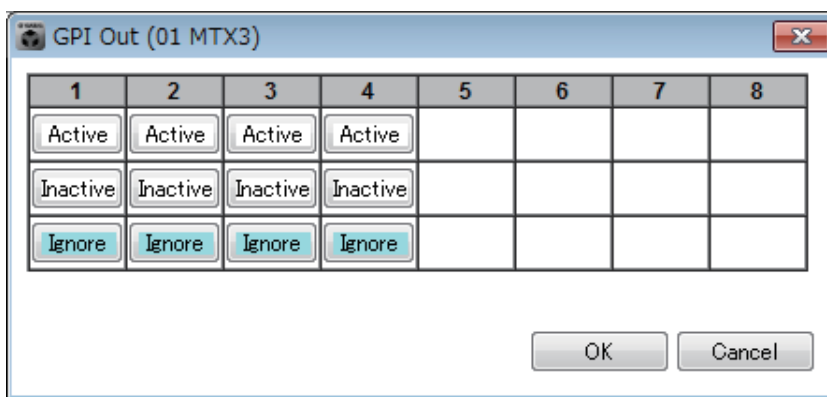 GPI Out (01 MTX3)
1 2 3 4 5 6 7 8
Active Active Active Active
Inactive Inactive Inactive Inactive
Ignore Ignore Ignore Ignore
OK Cancel